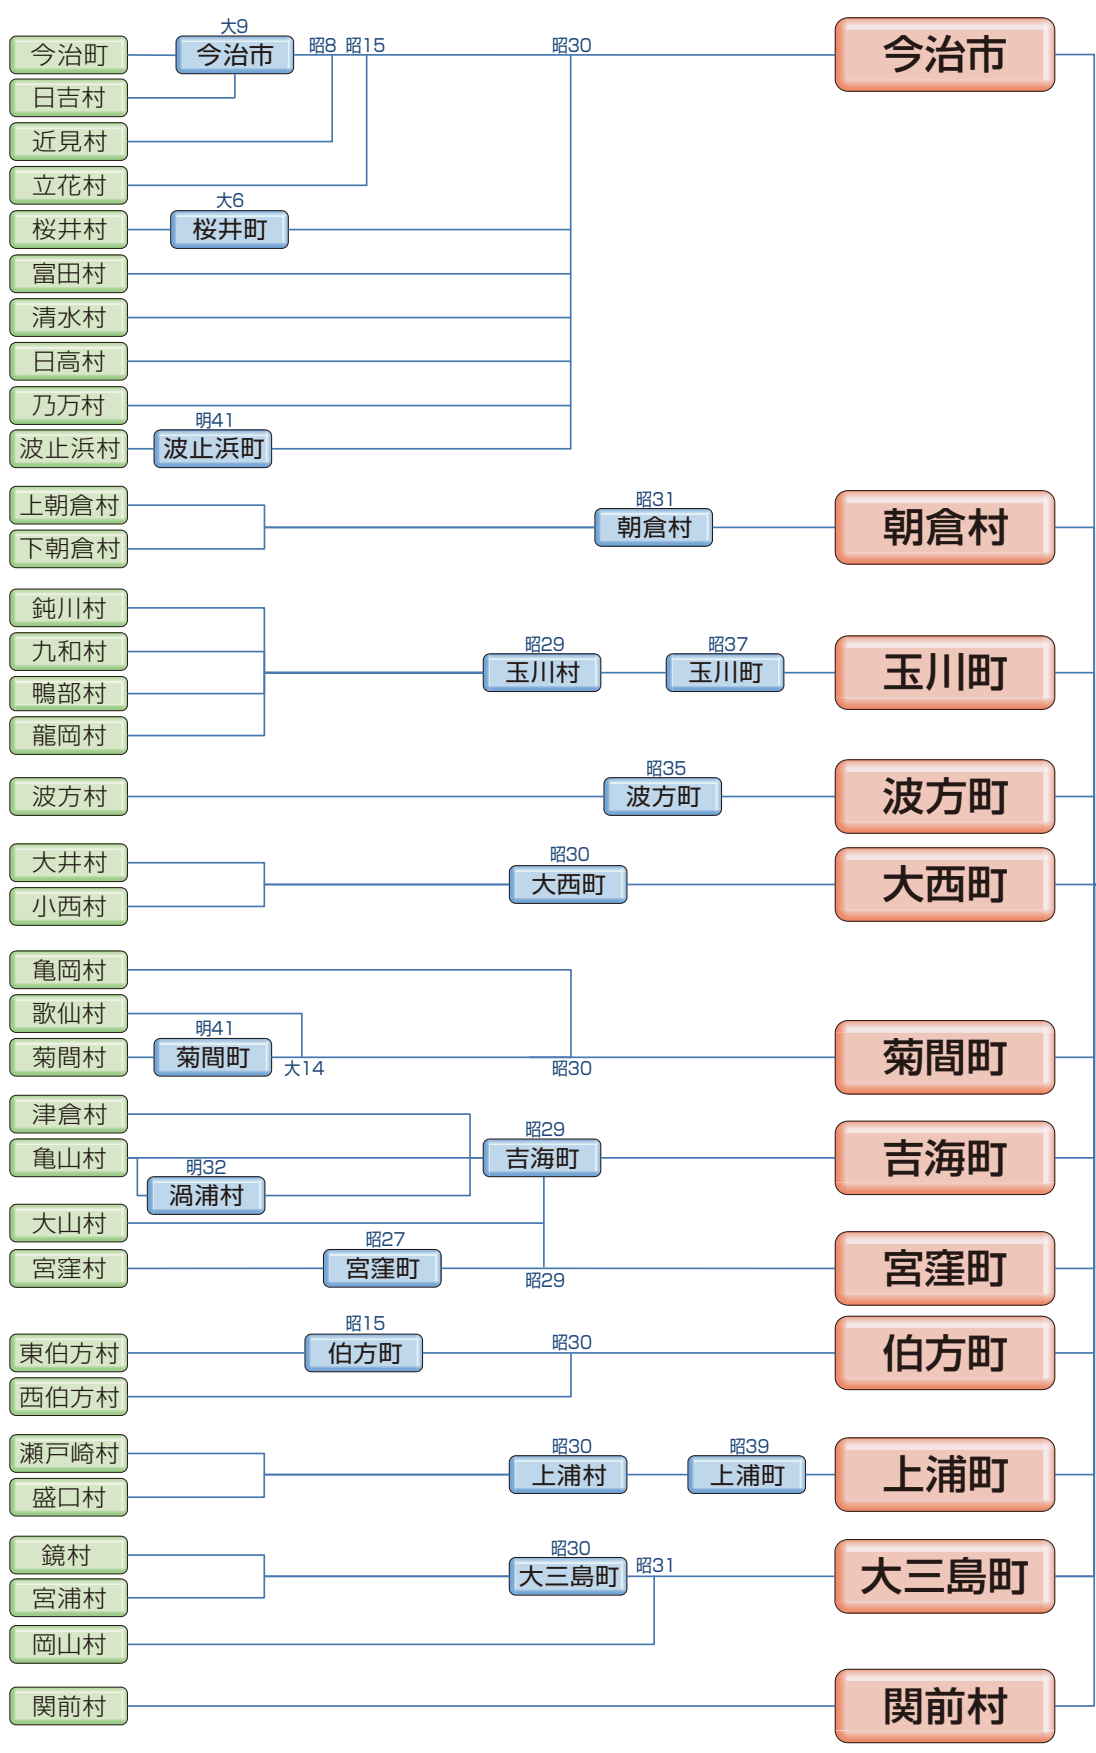 大9
今治町 今治市 昭8 昭15 昭30 今治市
日吉村
近見村
立花村
大6
桜井村 桜井町
富田村
清水村
日高村
乃万村
明41
波止浜村 波止浜町
上朝倉村 昭31 朝倉村 朝倉村
下朝倉村
鈍川村
九和村 昭29 玉川村 昭37 玉川町 玉川町
鴨部村
龍岡村
昭35
波方村 波方町 波方町
大井村 昭30 大西町 大西町
小西村
亀岡村
歌仙村
明41
菊間村 菊間町 大14 昭30 菊間町
津倉村
昭29
亀山村 吉海町 吉海町
明32
渦浦村
大山村
昭27
宮窪村 宮窪町 昭29 宮窪町
昭15
東伯方村 伯方町 昭30 伯方町
西伯方村
瀬戸崎村 昭30 上浦村 昭39 上浦町 上浦町
盛口村
鏡村 昭30 大三島町 昭31 大三島町
宮浦村
岡山村
関前村 関前村